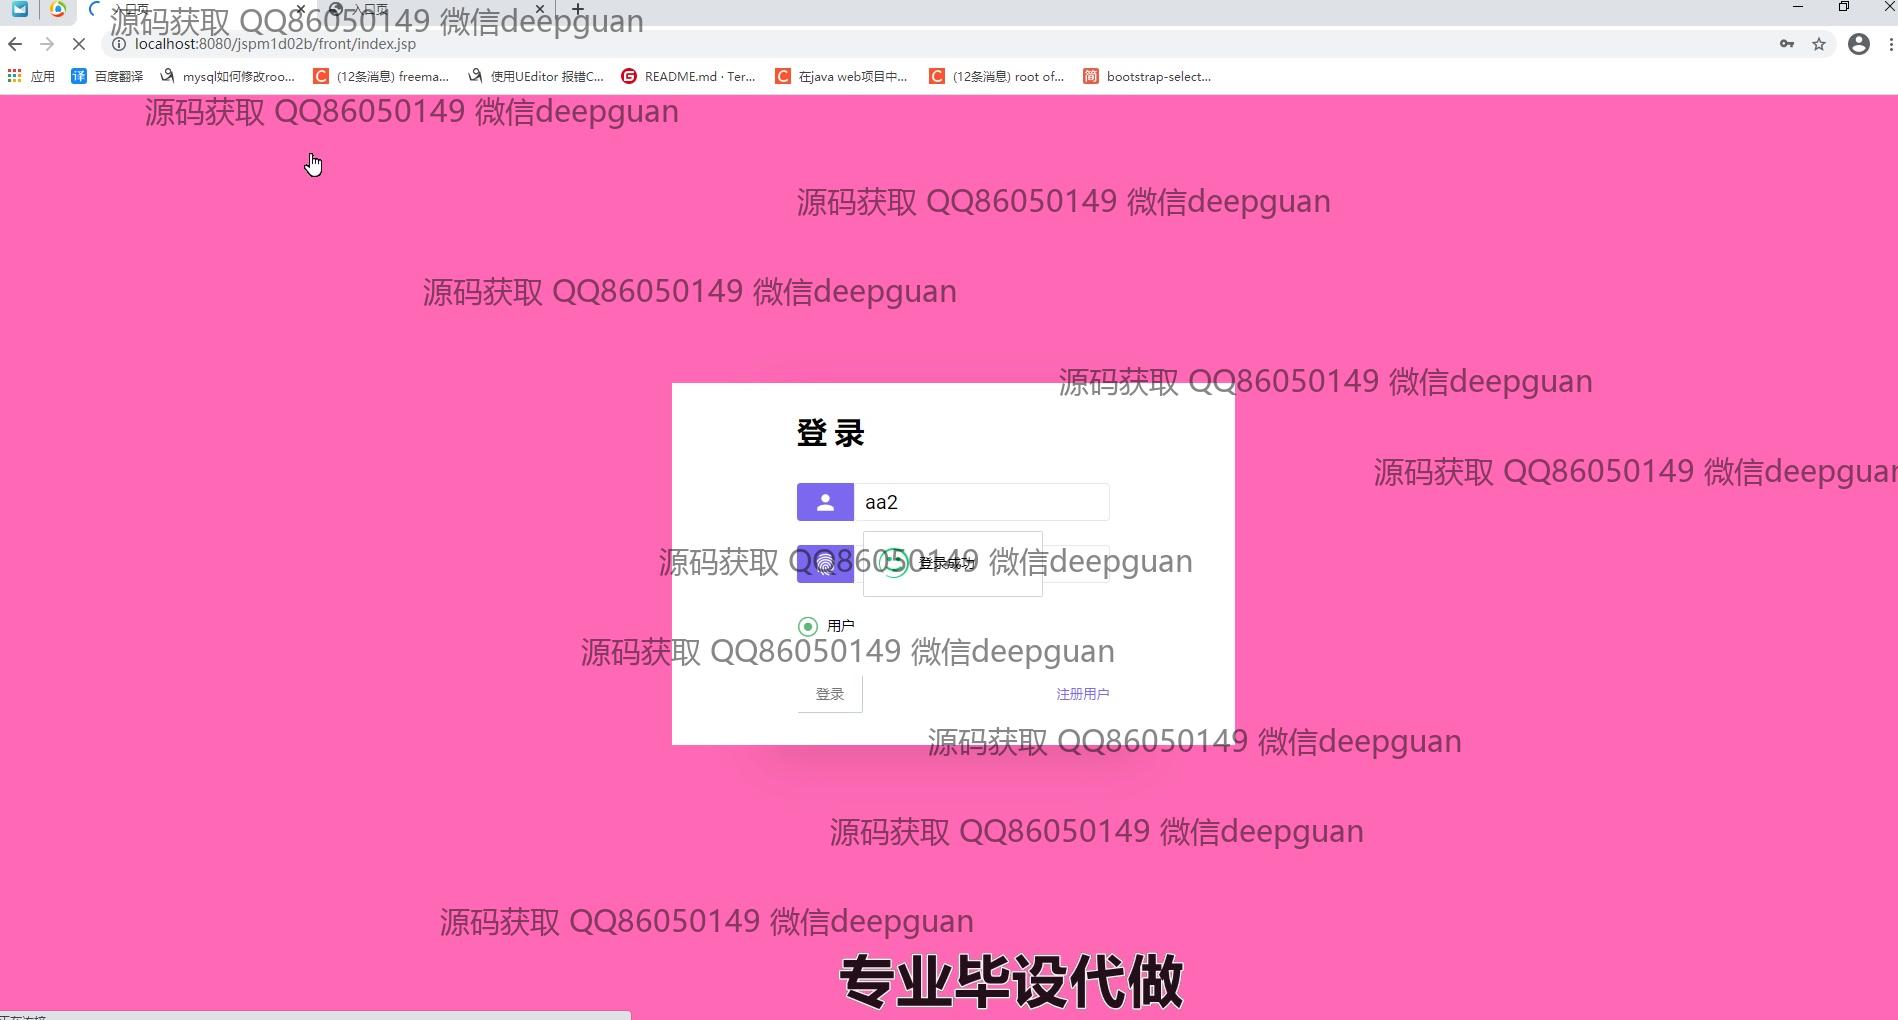 入口页
入口页
源码获取 QQ86050149 微信deepguan
localhost:8080/jspm1d02b/front/index.jsp
应用
百度翻译
mysql如何修改roo...
(12条消息) freema...
使用UEditor 报错C...
README.md · Ter...
在java web项目中...
(12条消息) root of...
bootstrap-select...
源码获取 QQ86050149 微信deepguan
源码获取 QQ86050149 微信deepguan
源码获取 QQ86050149 微信deepguan
源码获取 QQ86050149 微信deepguan
登 录
源码获取 QQ86050149 微信deepguan
aa2
源码获取 QQ86050149 微信deepguan
登录成功
用户
源码获取 QQ86050149 微信deepguan
登录
注册用户
源码获取 QQ86050149 微信deepguan
源码获取 QQ86050149 微信deepguan
源码获取 QQ86050149 微信deepguan
专业毕设代做